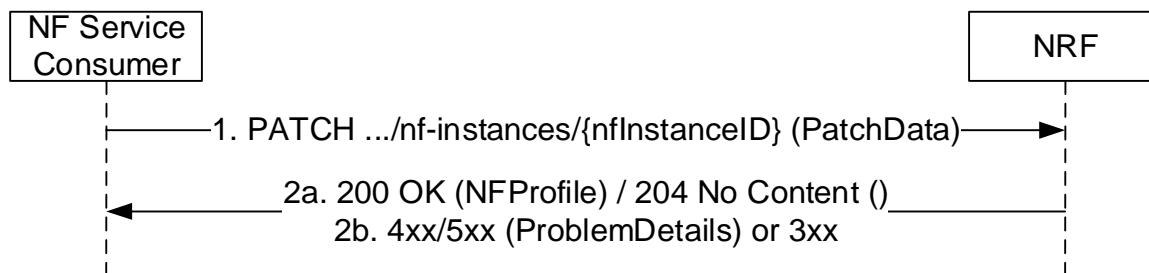 NF Service
Consumer
NRF
1. PATCH .../nf-instances/{nfInstanceID} (PatchData)
2a. 200 OK (NFProfile) / 204 No Content ()
2b. 4xx/5xx (ProblemDetails) or 3xx